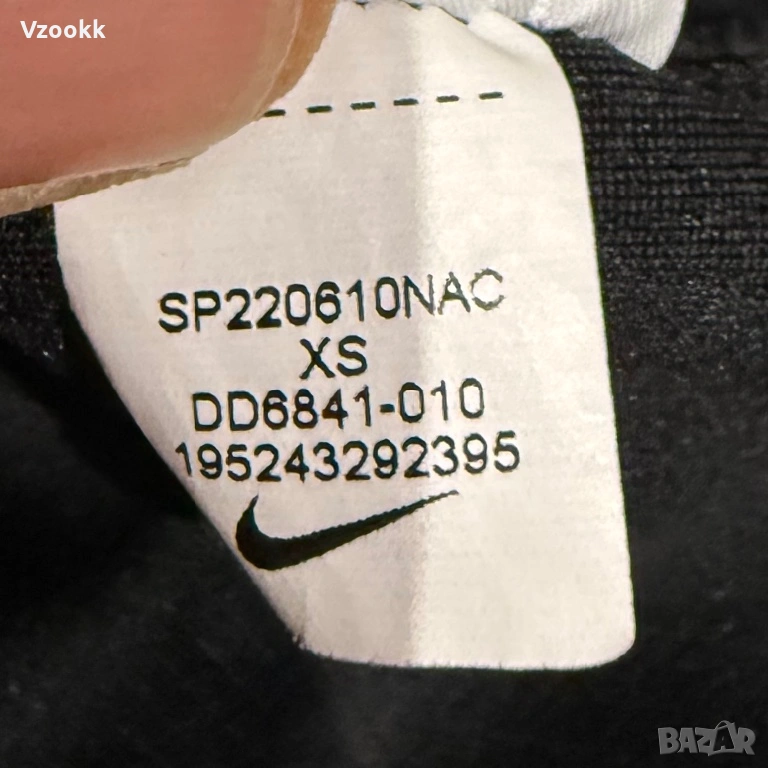 Vzookk
SP220610NAC
XS
DD6841-010
195243292395
BAZAR